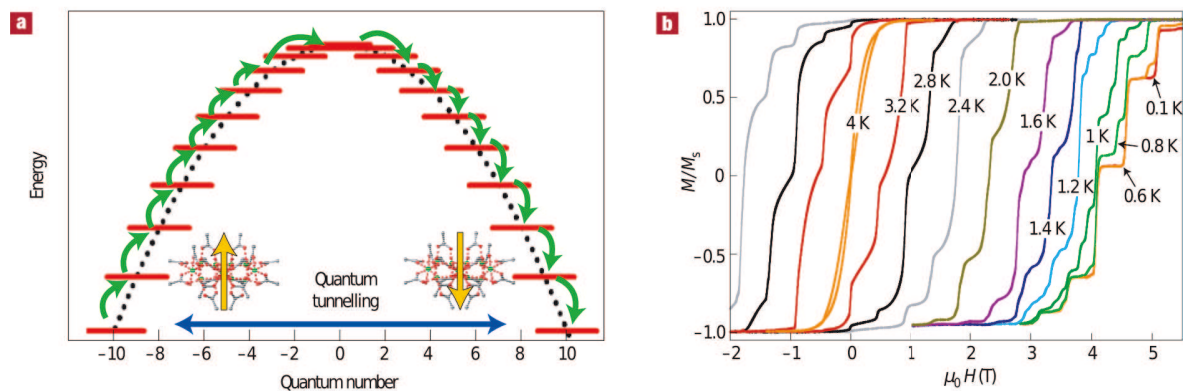 a
Energy
Quantum
tunnelling
−10
−8
−6
−4
−2
0
2
4
6
8
10
Quantum number
b
M/Mₛ
1.0
0.5
0
−0.5
−1.0
4 K
3.2 K
2.8 K
2.4 K
2.0 K
1.6 K
1.4 K
1.2 K
1 K
0.1 K
0.8 K
0.6 K
−2
−1
0
1
2
3
4
5
μ₀ H (T)